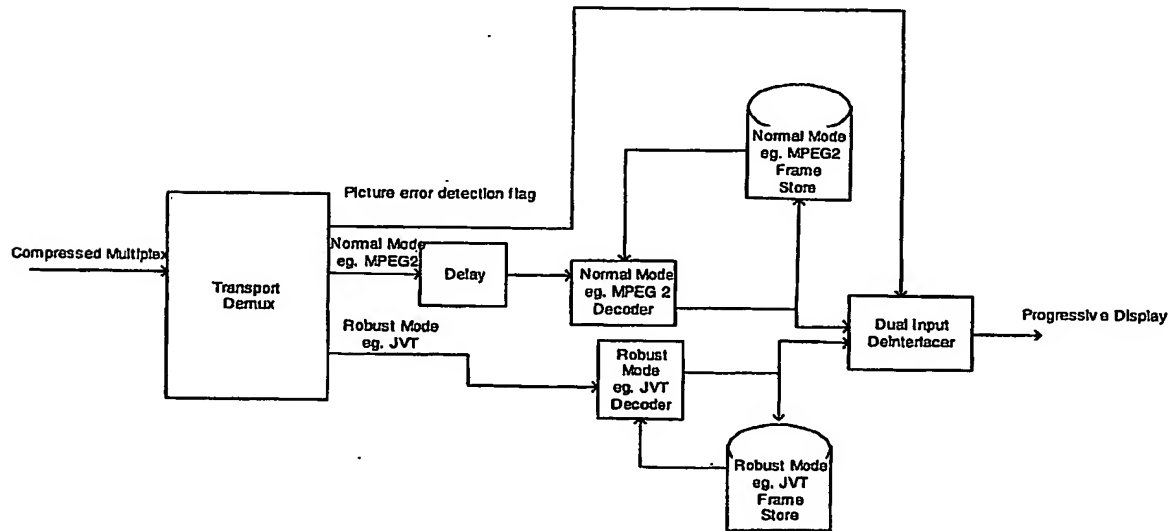 Normal Mode
eg. MPEG2
Frame
Store
Picture error detection flag
Compressed Multiplex
Transport
Demux
Normal Mode
eg. MPEG2
Delay
Normal Mode
eg. MPEG 2
Decoder
Dual Input
Deinterlacer
Progressive Display
Robust Mode
eg. JVT
Robust
Mode
eg. JVT
Decoder
Robust Mode
eg. JVT
Frame
Store